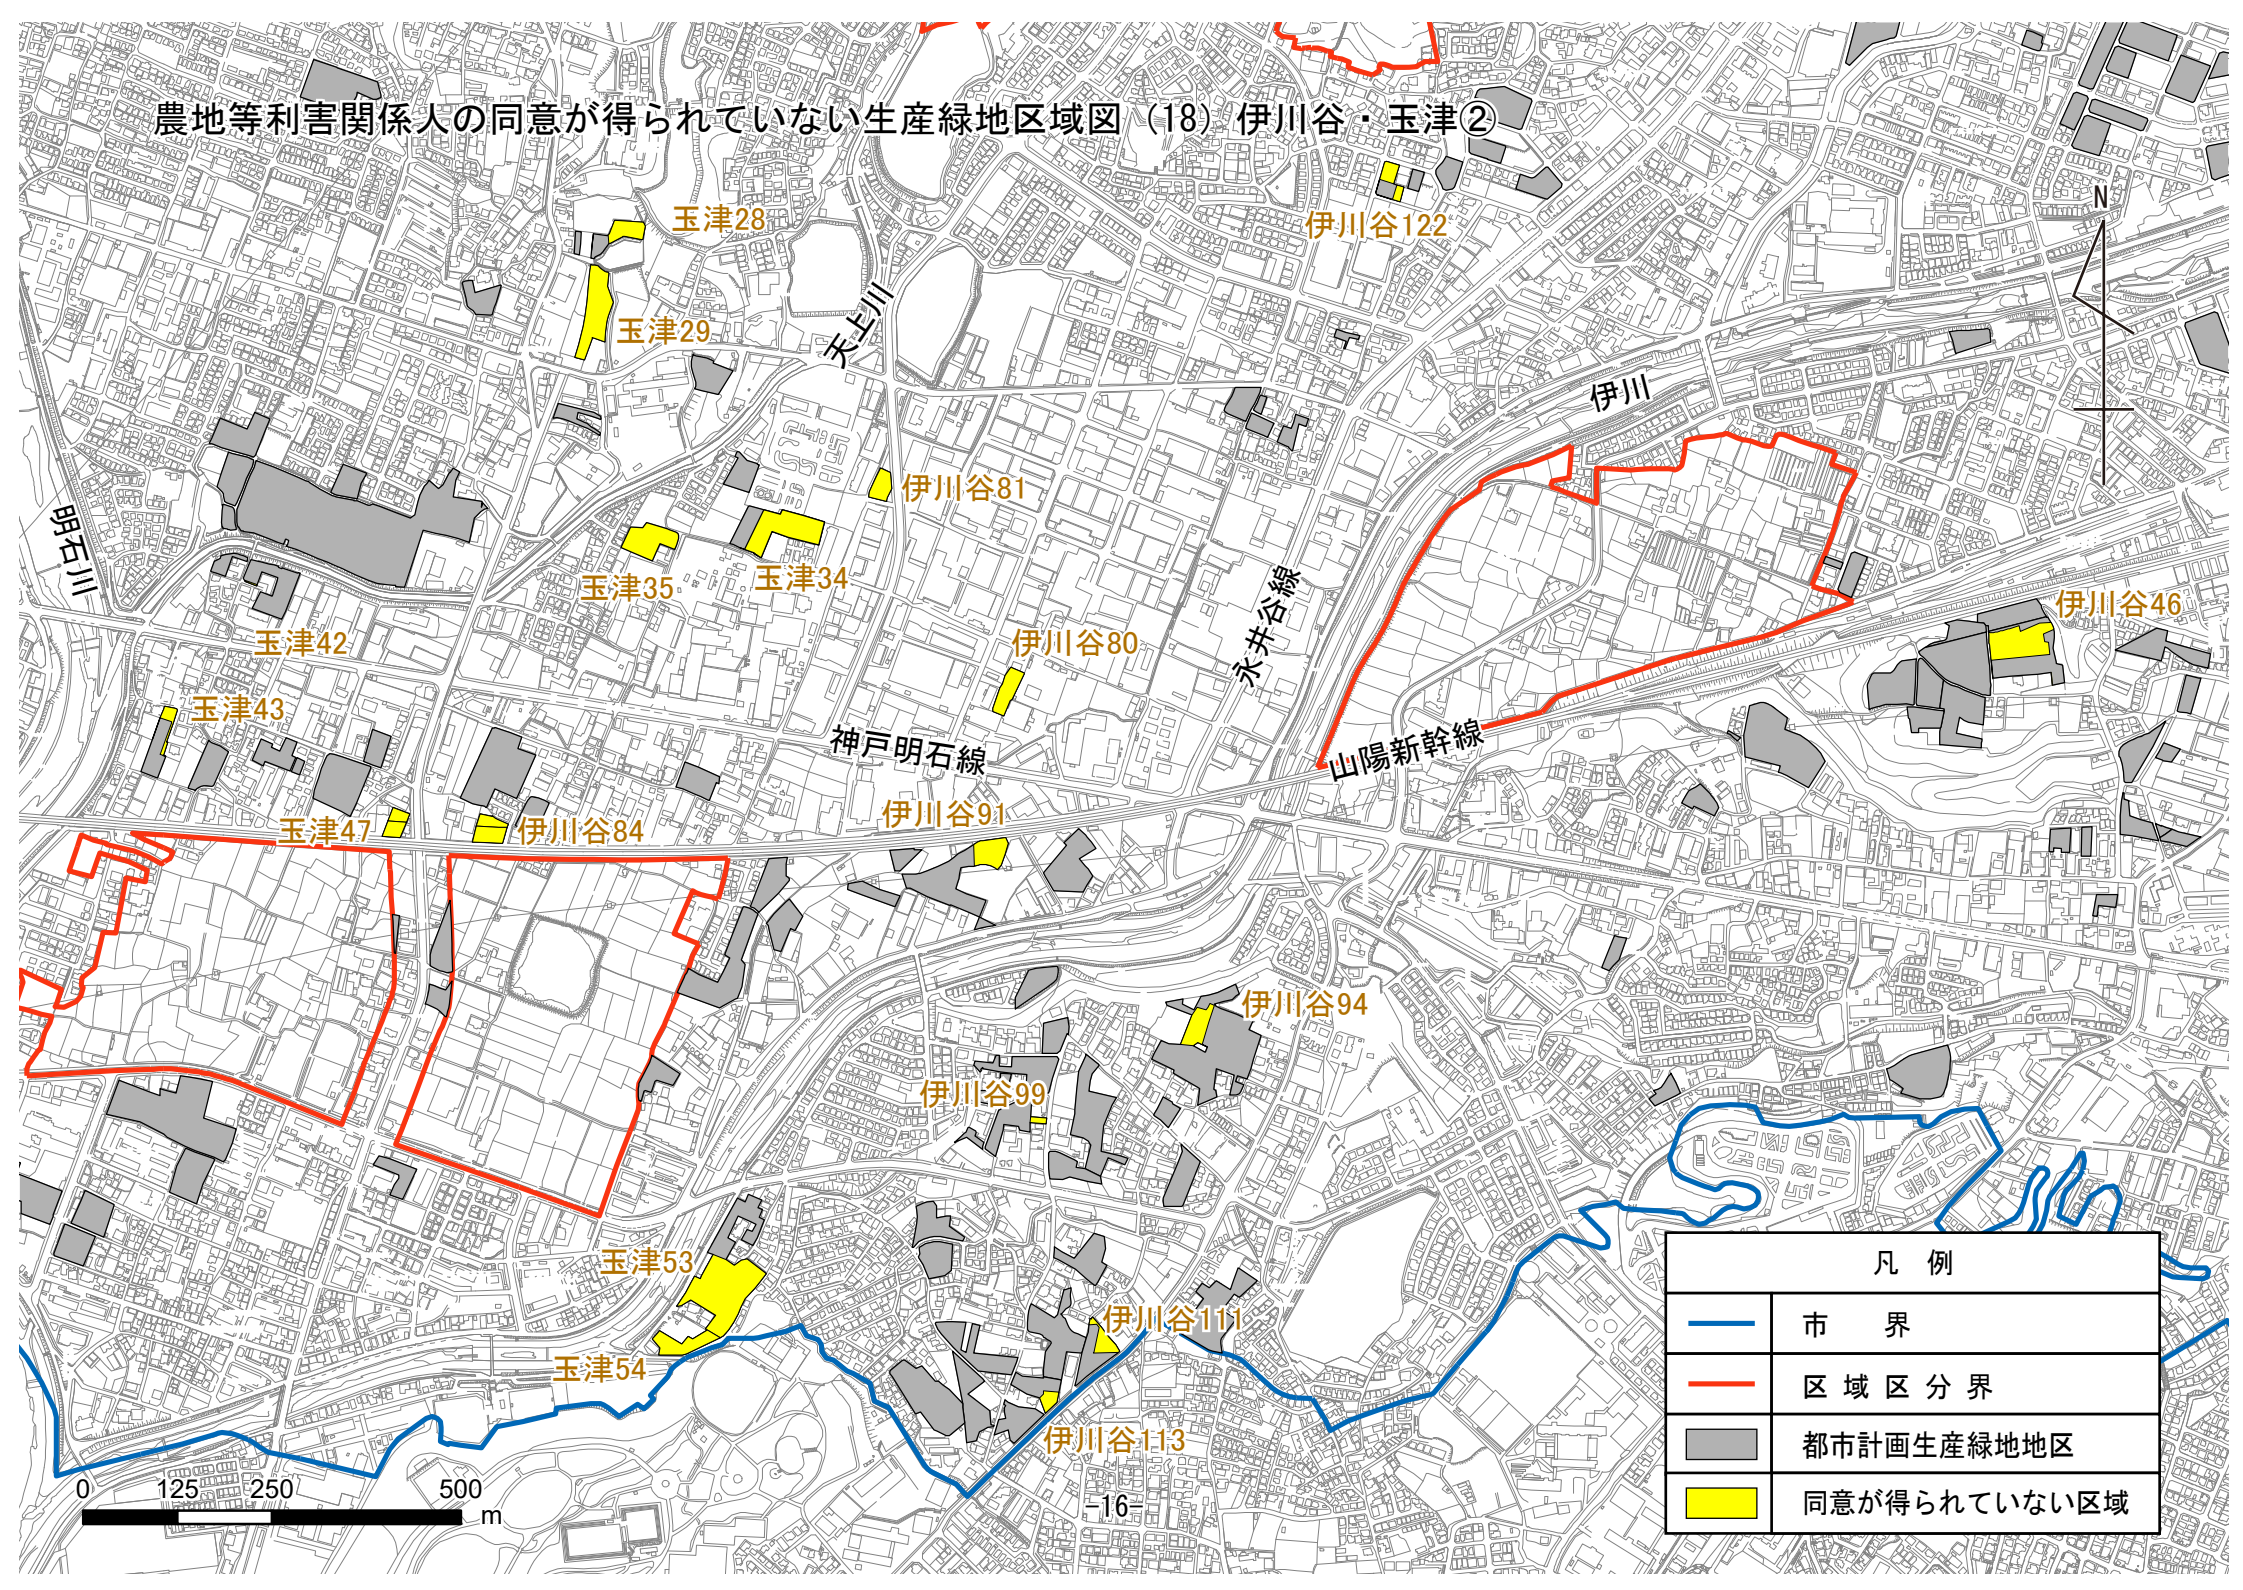 農地等利害関係人の同意が得られていない生産緑地区域図 (18) 伊川谷・玉津②
N
玉津28
伊川谷122
玉津29
天上川
伊川
伊川谷81
明石川
玉津35
玉津34
永井谷線
伊川谷46
玉津42
伊川谷80
玉津43
神戸明石線
山陽新幹線
伊川谷91
玉津47
伊川谷84
伊川谷94
伊川谷99
玉津53
伊川谷111
玉津54
伊川谷113
凡 例
市 界
区 域 区 分 界
都市計画生産緑地地区
同意が得られていない区域
0 125 250 500 m
-16-